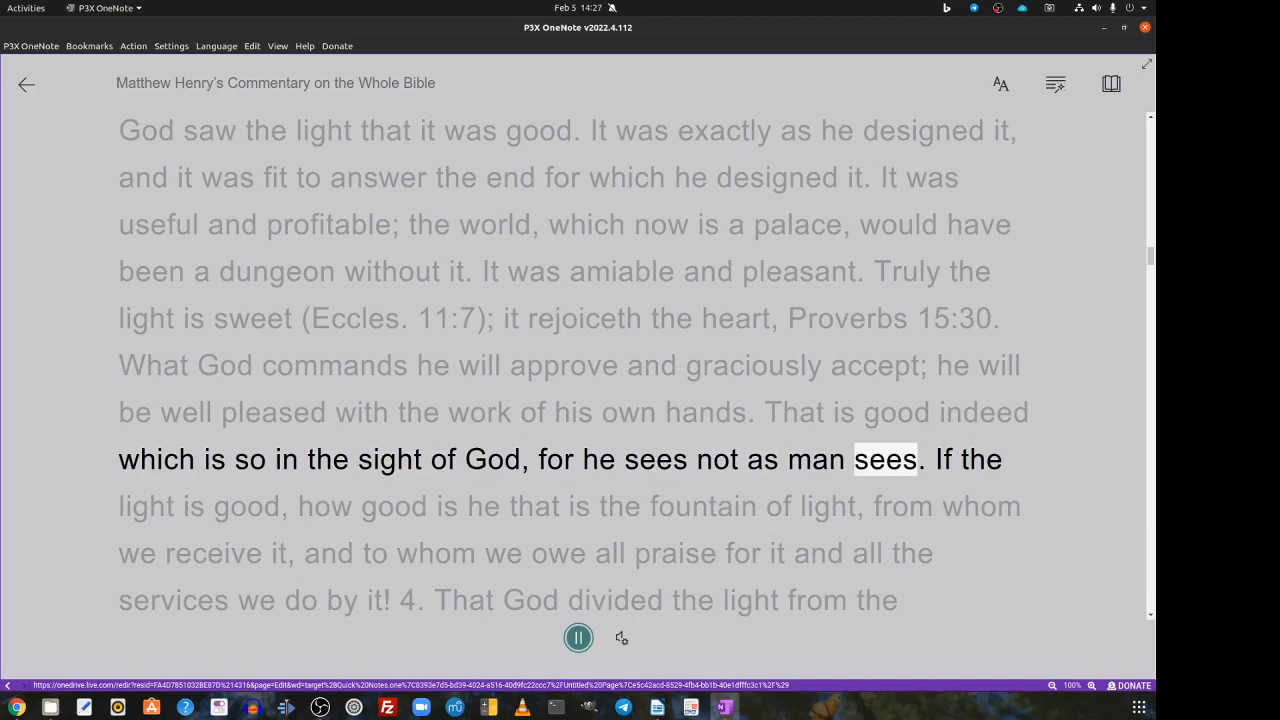 Activities P3X OneNote Feb 5 14:27
P3X OneNote v2022.4.112
P3X OneNote Bookmarks Action Settings Language Edit View Help Donate
Matthew Henry's Commentary on the Whole Bible
God saw the light that it was good. It was exactly as he designed it,
and it was fit to answer the end for which he designed it. It was
useful and profitable; the world, which now is a palace, would have
been a dungeon without it. It was amiable and pleasant. Truly the
light is sweet (Eccles. 11:7); it rejoiceth the heart, Proverbs 15:30.
What God commands he will approve and graciously accept; he will
be well pleased with the work of his own hands. That is good indeed
which is so in the sight of God, for he sees not as man sees. If the
light is good, how good is he that is the fountain of light, from whom
we receive it, and to whom we owe all praise for it and all the
services we do by it! 4. That God divided the light from the
100% DONATE